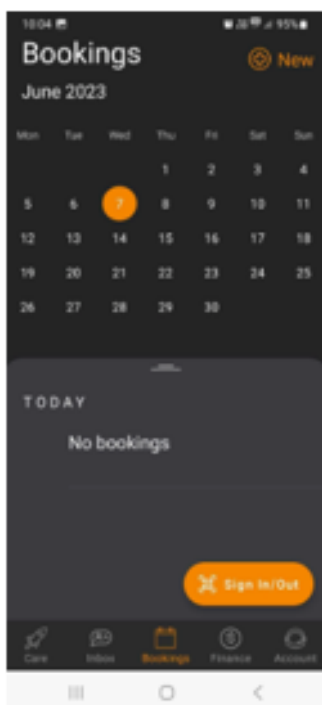 10:04 95%
Bookings
New
June 2023
Mon Tue Wed Thu Fri Sat Sun
1 2 3 4
5 6 7 8 9 10 11
12 13 14 15 16 17 18
19 20 21 22 23 24 25
26 27 28 29 30
TODAY
No bookings
Sign In/Out
Care Inbox Bookings Finance Account